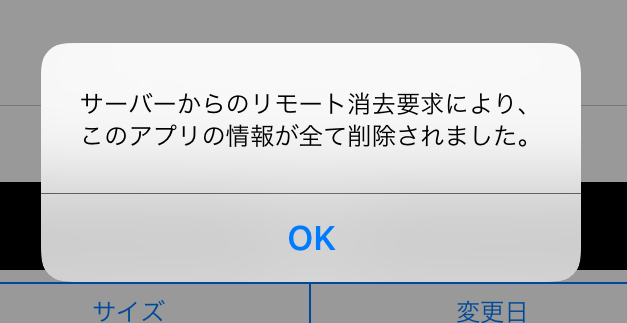 サーバーからのリモート消去要求により、
このアプリの情報が全て削除されました。
OK
サイズ
変更日